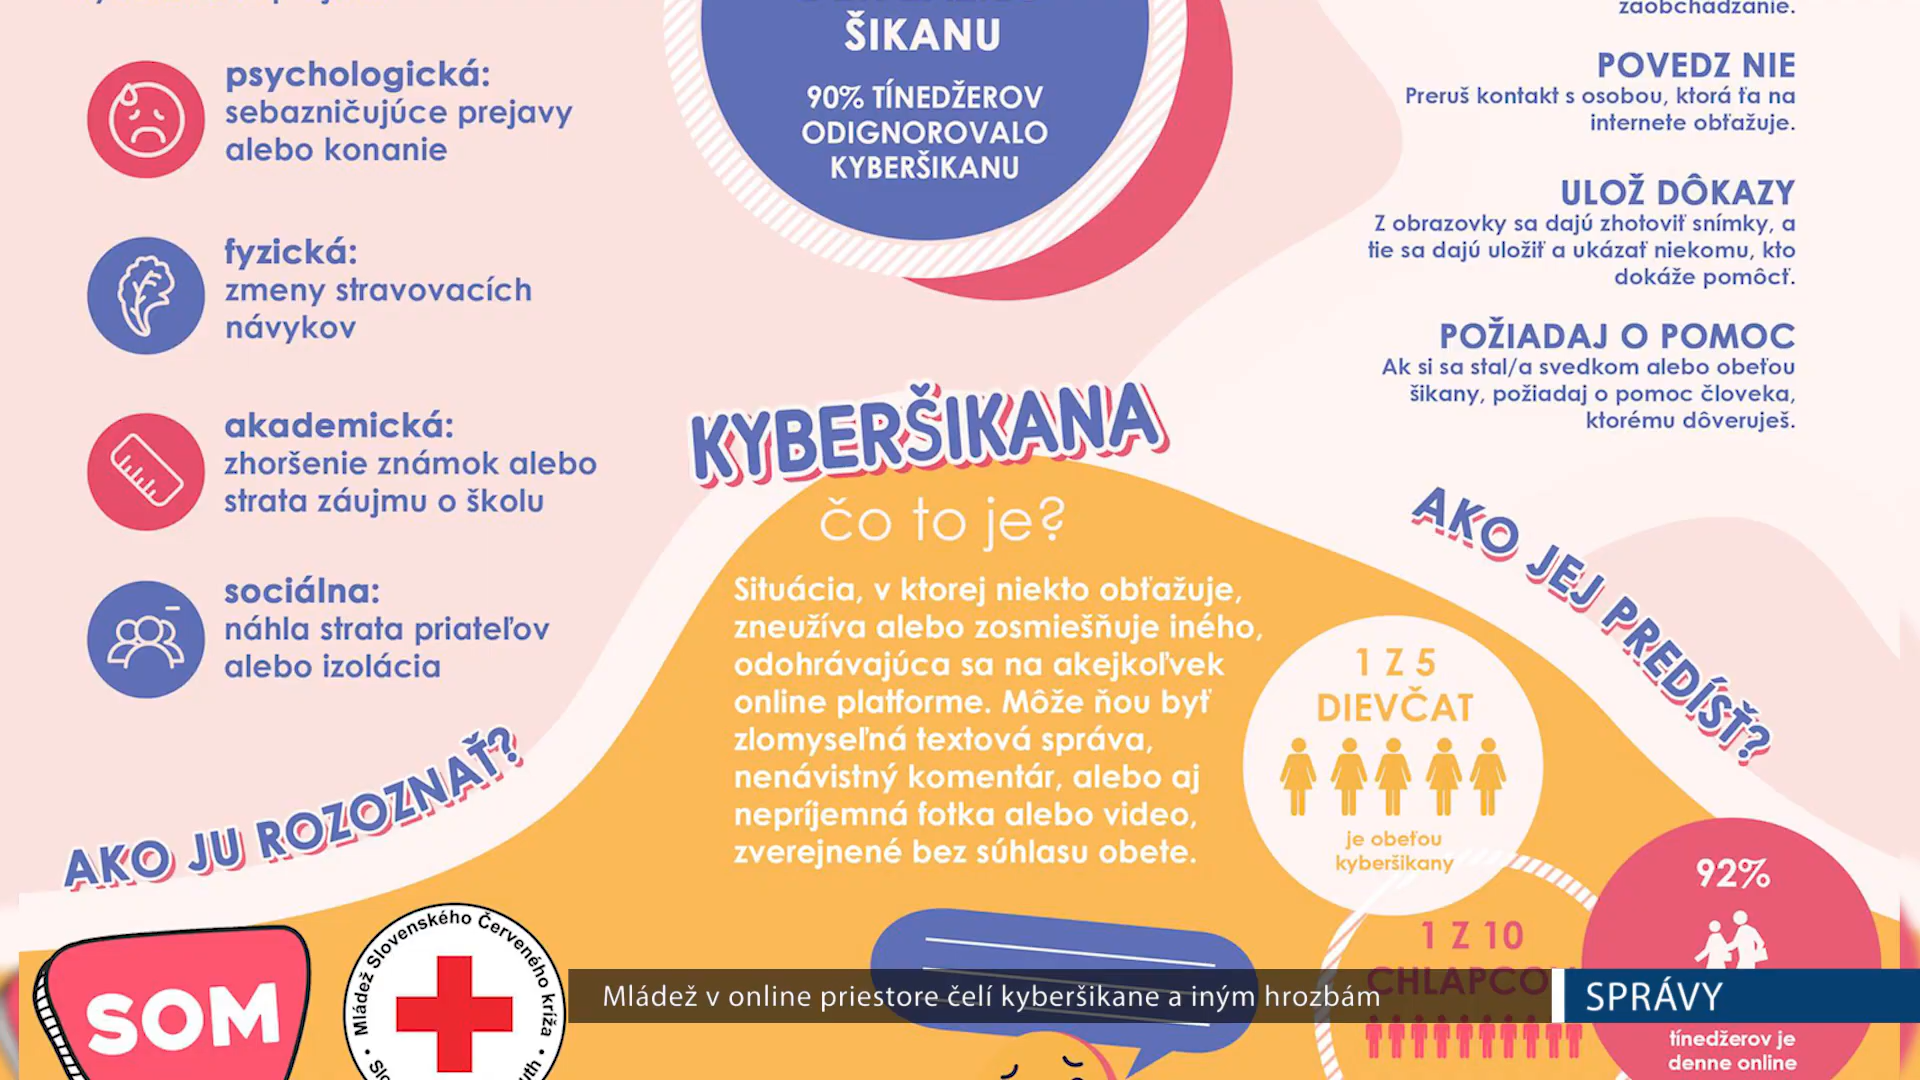 psychologická:
sebazničujúce prejavy
alebo konanie
fyzická:
zmeny stravovacích
návykov
akademická:
zhoršenie známok alebo
strata záujmu o školu
sociálna:
náhla strata priateľov
alebo izolácia
AKO JU ROZOZNAŤ?
ŠIKANU
90% TÍNEDŽEROV
ODIGNOROVALO
KYBERŠIKANU
KYBERŠIKANA
čo to je?
Situácia, v ktorej niekto obťažuje,
zneužíva alebo zosmiešňuje iného,
odohrávajúca sa na akejkoľvek
online platforme. Môže ňou byť
zlomyseľná textová správa,
nenávistný komentár, alebo aj
nepríjemná fotka alebo video,
zverejnené bez súhlasu obete.
zaobchádzanie.
POVEDZ NIE
Preruš kontakt s osobou, ktorá ťa na
internete obťažuje.
ULOŽ DÔKAZY
Z obrazovky sa dajú zhotoviť snímky, a
tie sa dajú uložiť a ukázať niekomu, kto
dokáže pomôcť.
POŽIADAJ O POMOC
Ak si sa stal/a svedkom alebo obeťou
šikany, požiadaj o pomoc človeka,
ktorému dôveruješ.
AKO JEJ PREDÍSŤ?
1 Z 5
DIEVČAT
je obeťou
kyberšikany
1 Z 10
CHLAPCO
92%
tínedžerov je
denne online
SOM
Mládež Slovenského Červeného kríža
Mládež v online priestore čelí kyberšikane a iným hrozbám
SPRÁVY